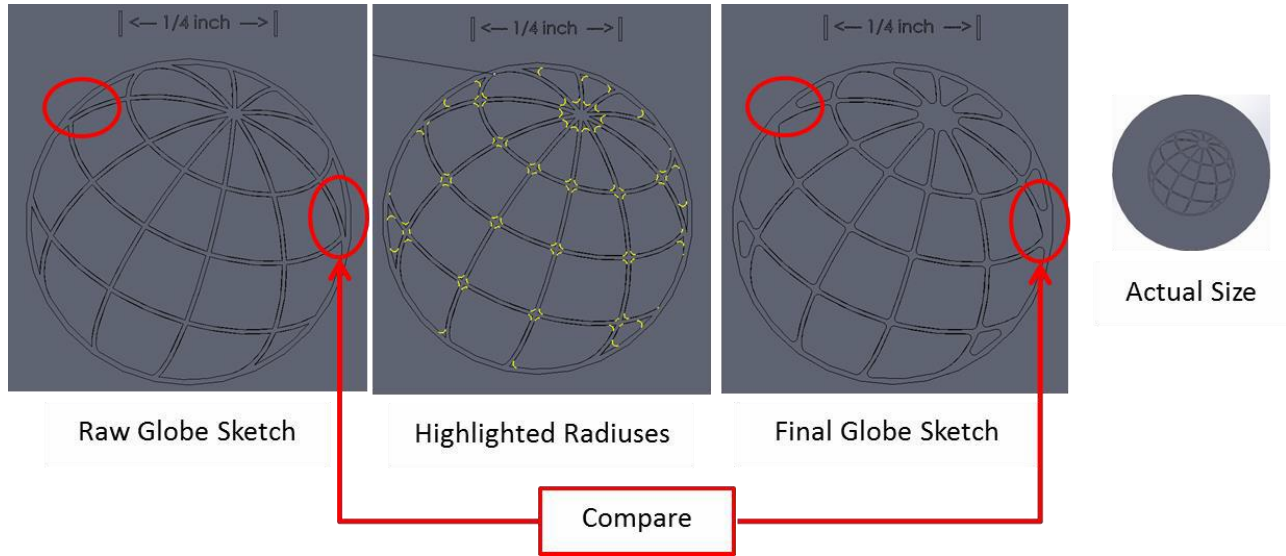 <— 1/4 inch —>
<— 1/4 inch —>
<— 1/4 inch —>
Actual Size
Raw Globe Sketch
Highlighted Radiuses
Final Globe Sketch
Compare